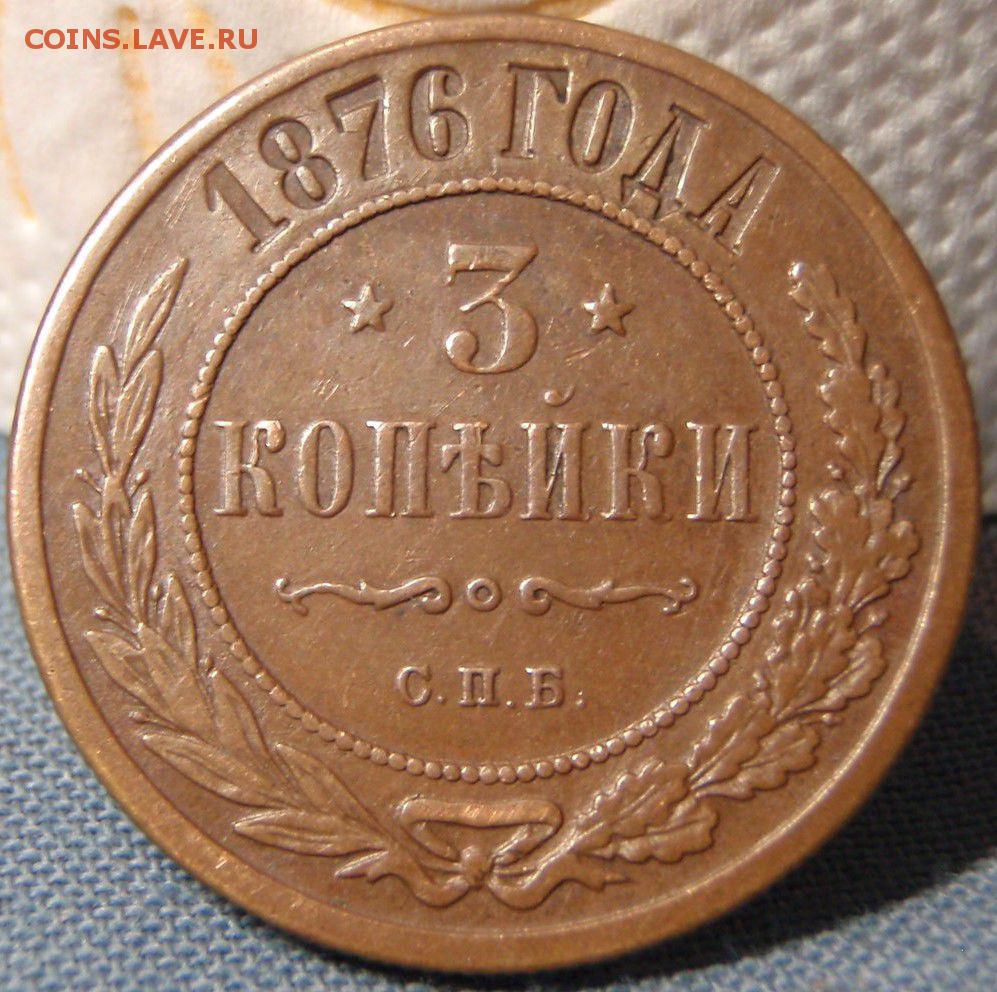 COINS.LAVE.RU
1876 ГОДА
3
КОПѢЙКИ
С.П.Б.